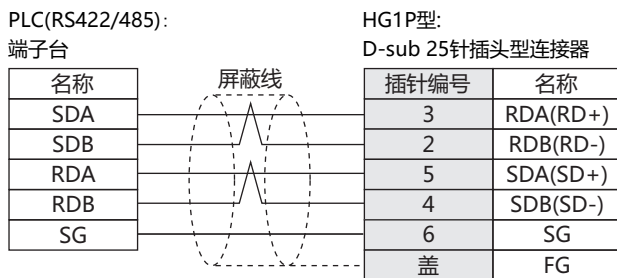 PLC(RS422/485):
端子台
HG1P型:
D-sub 25针插头型连接器
名称
屏蔽线
插针编号 名称
SDA
3 RDA(RD+)
SDB
2 RDB(RD-)
RDA
5 SDA(SD+)
RDB
4 SDB(SD-)
SG
6 SG
盖 FG